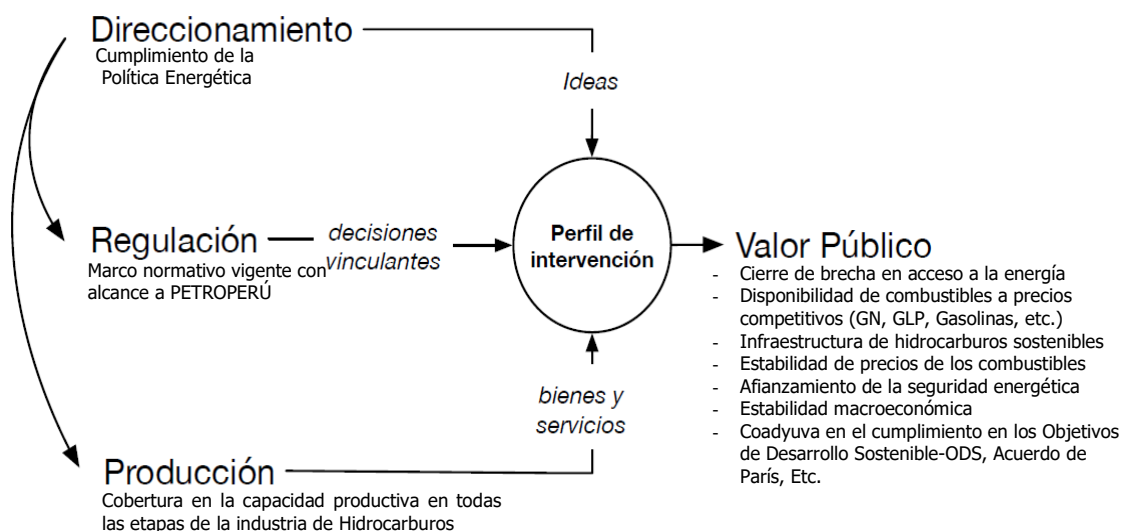 Direccionamiento
Cumplimiento de la
Política Energética
Ideas
Regulación
Marco normativo vigente con
alcance a PETROPERÚ
decisiones
vinculantes
Perfil de
intervención
Valor Público
- Cierre de brecha en acceso a la energía
- Disponibilidad de combustibles a precios
competitivos (GN, GLP, Gasolinas, etc.)
- Infraestructura de hidrocarburos sostenibles
- Estabilidad de precios de los combustibles
- Afianzamiento de la seguridad energética
- Estabilidad macroeconómica
- Coadyuva en el cumplimiento en los Objetivos
de Desarrollo Sostenible-ODS, Acuerdo de
París, Etc.
bienes y
servicios
Producción
Cobertura en la capacidad productiva en todas
las etapas de la industria de Hidrocarburos